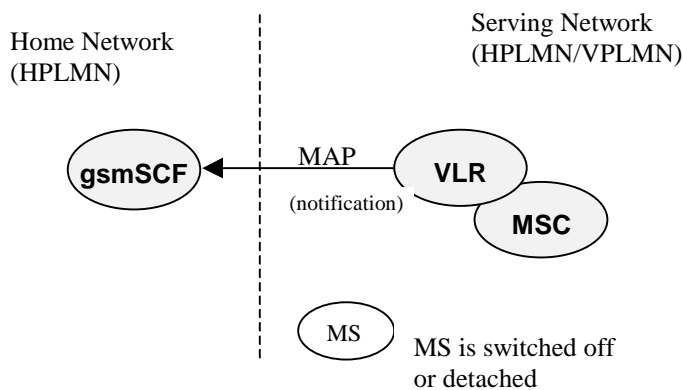 Home Network
(HPLMN)
Serving Network
(HPLMN/VPLMN)
gsmSCF
MAP
(notification)
VLR
MSC
MS
MS is switched off
or detached